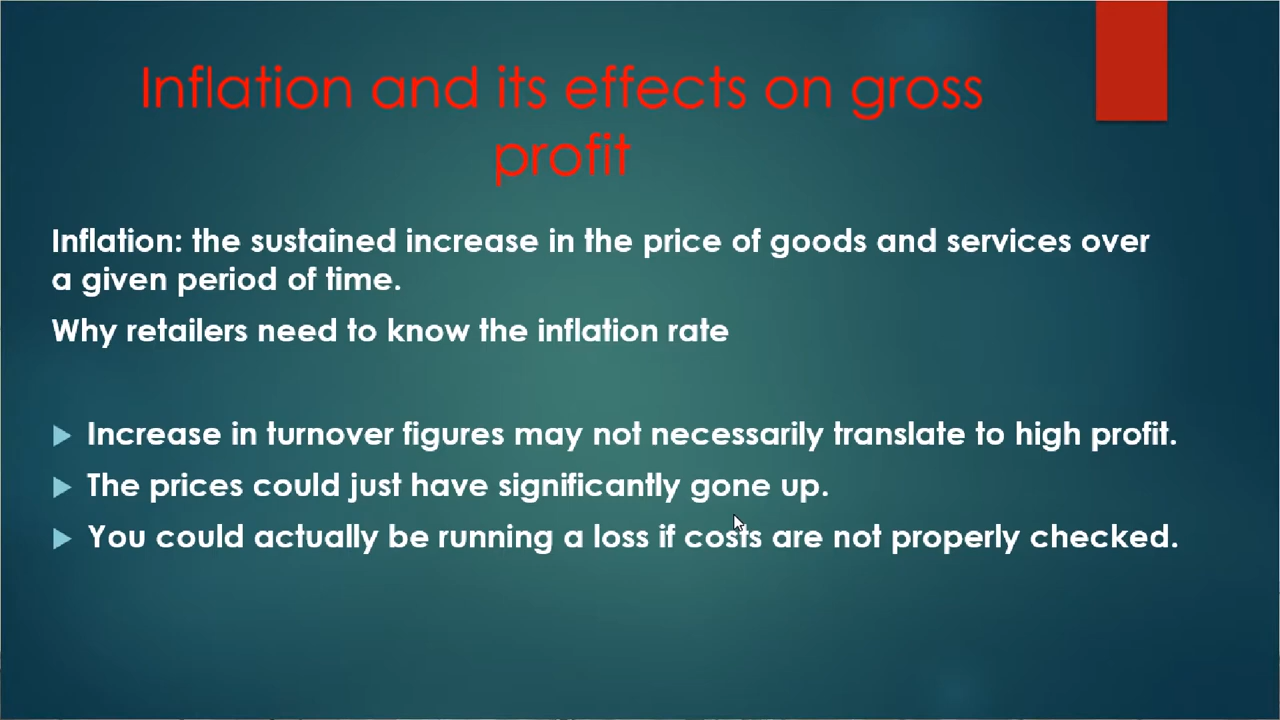 Inflation and its effects on gross
profit
Inflation: the sustained increase in the price of goods and services over
a given period of time.
Why retailers need to know the inflation rate
Increase in turnover figures may not necessarily translate to high profit.
The prices could just have significantly gone up.
You could actually be running a loss if costs are not properly checked.